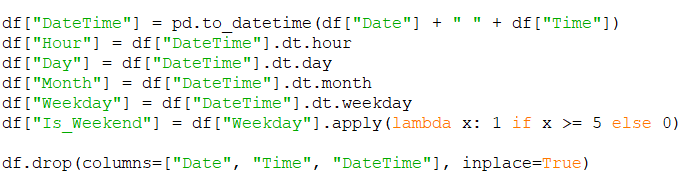 df["DateTime"] = pd.to_datetime(df["Date"] + " " + df["Time"])
df["Hour"] = df["DateTime"].dt.hour
df["Day"] = df["DateTime"].dt.day
df["Month"] = df["DateTime"].dt.month
df["Weekday"] = df["DateTime"].dt.weekday
df["Is_Weekend"] = df["Weekday"].apply(lambda x: 1 if x >= 5 else 0)
df.drop(columns=["Date", "Time", "DateTime"], inplace=True)